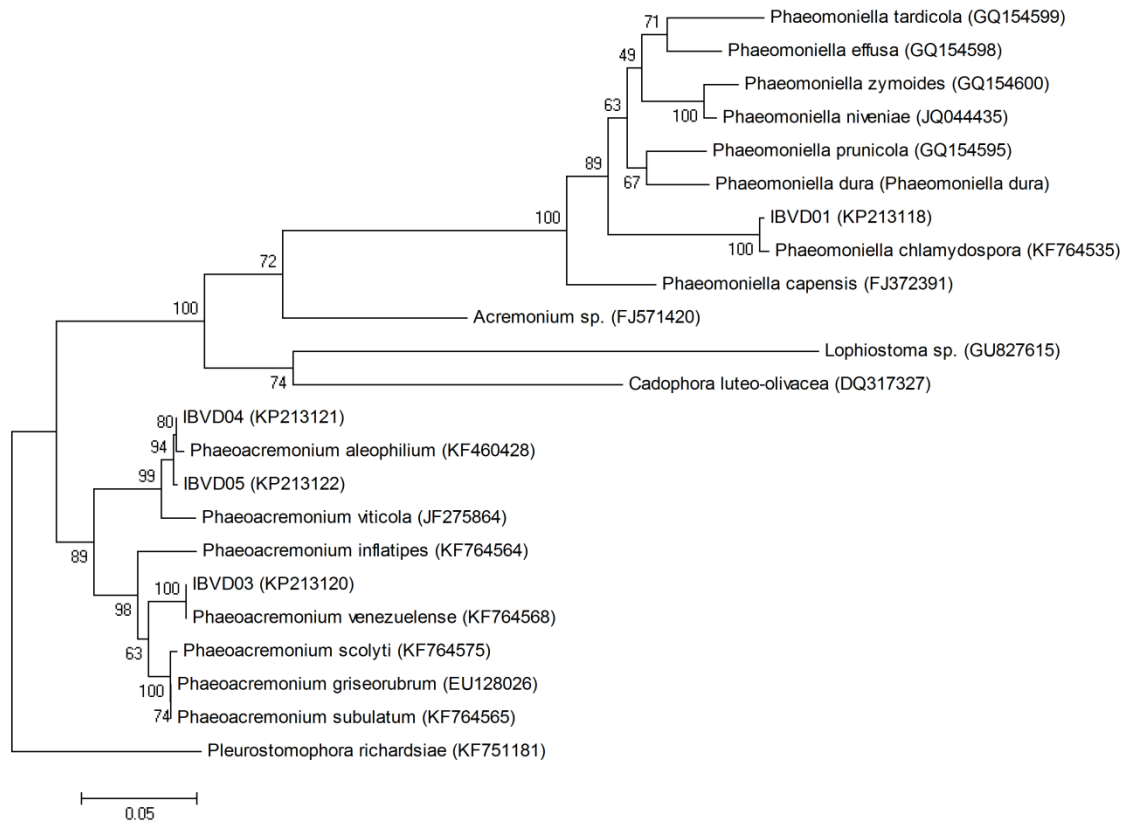 71
Phaeomoniella tardicola (GQ154599)
49
Phaeomoniella effusa (GQ154598)
Phaeomoniella zymoides (GQ154600)
63
100
Phaeomoniella niveniae (JQ044435)
Phaeomoniella prunicola (GQ154595)
89
67
Phaeomoniella dura (Phaeomoniella dura)
100
IBVD01 (KP213118)
100
Phaeomoniella chlamydospora (KF764535)
72
Phaeomoniella capensis (FJ372391)
100
Acremonium sp. (FJ571420)
Lophiostoma sp. (GU827615)
74
Cadophora luteo-olivacea (DQ317327)
80
IBVD04 (KP213121)
94
Phaeoacremonium aleophilium (KF460428)
99
IBVD05 (KP213122)
Phaeoacremonium viticola (JF275864)
89
Phaeoacremonium inflatipes (KF764564)
100
IBVD03 (KP213120)
98
Phaeoacremonium venezuelense (KF764568)
63
Phaeoacremonium scolyti (KF764575)
100
Phaeoacremonium griseorubrum (EU128026)
74
Phaeoacremonium subulatum (KF764565)
Pleurostomophora richardsiae (KF751181)
0.05